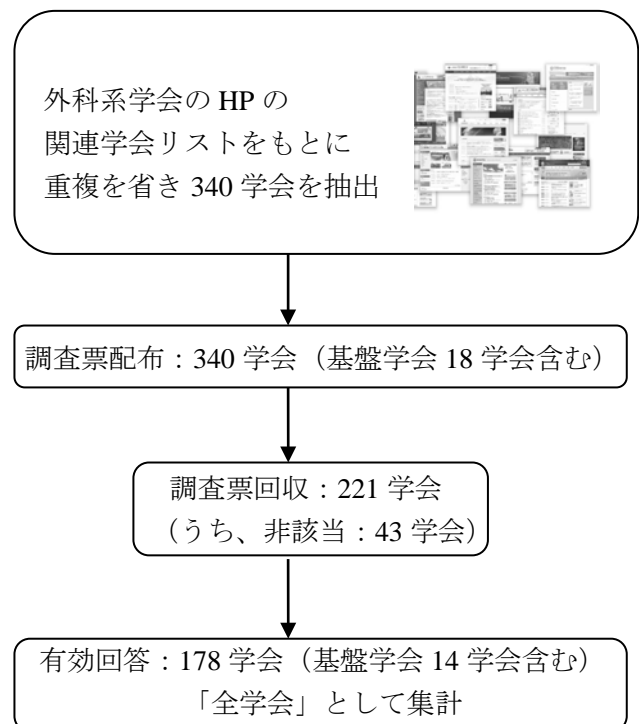 外科系学会の HP の
関連学会リストをもとに
重複を省き 340 学会を抽出
調査票配布：340 学会（基盤学会 18 学会含む）
調査票回収：221 学会
（うち、非該当：43 学会）
有効回答：178 学会（基盤学会 14 学会含む）
「全学会」として集計